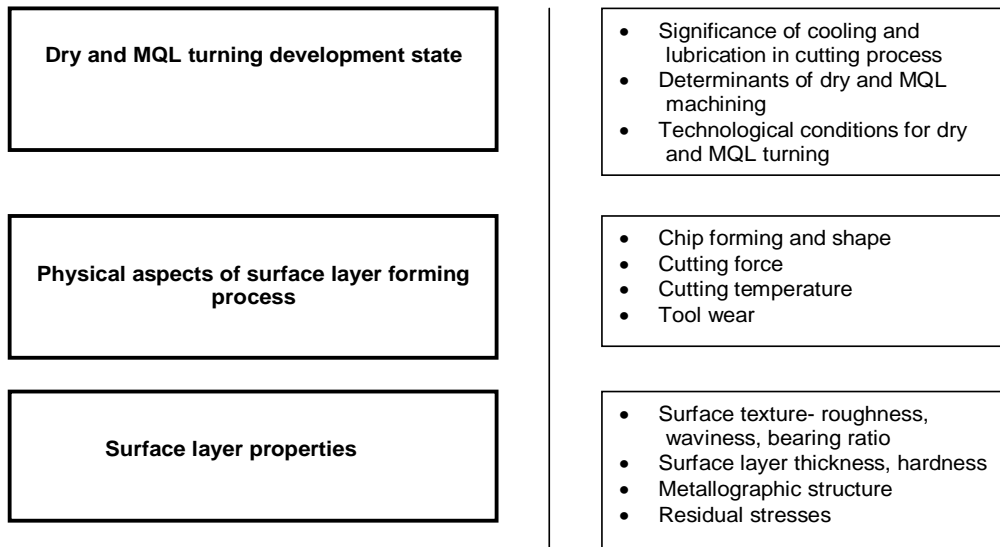 Dry and MQL turning development state
• Significance of cooling and
lubrication in cutting process
• Determinants of dry and MQL
machining
• Technological conditions for dry
and MQL turning
Physical aspects of surface layer forming
process
• Chip forming and shape
• Cutting force
• Cutting temperature
• Tool wear
Surface layer properties
• Surface texture- roughness,
waviness, bearing ratio
• Surface layer thickness, hardness
• Metallographic structure
• Residual stresses